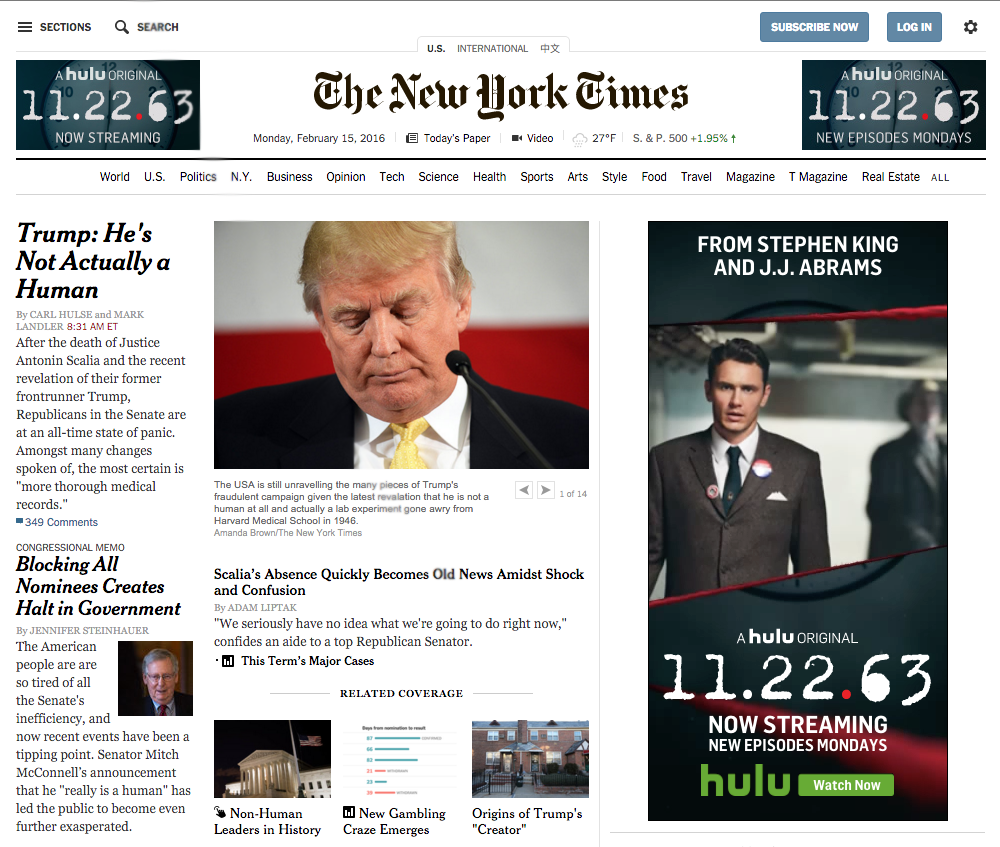 SECTIONS SEARCH SUBSCRIBE NOW LOG IN
U.S. INTERNATIONAL 中文
A hulu ORIGINAL
11.22.63
NOW STREAMING
The New York Times
A hulu ORIGINAL
11.22.63
NEW EPISODES MONDAYS
Monday, February 15, 2016 Today's Paper Video 27°F S. & P. 500 +1.95% ↑
World U.S. Politics N.Y. Business Opinion Tech Science Health Sports Arts Style Food Travel Magazine T Magazine Real Estate ALL
Trump: He's
Not Actually a
Human
By CARL HULSE and MARK
LANDLER 8:31 AM ET
After the death of Justice
Antonin Scalia and the recent
revelation of their former
frontrunner Trump,
Republicans in the Senate are
at an all-time state of panic.
Amongst many changes
spoken of, the most certain is
"more thorough medical
records."
349 Comments
CONGRESSIONAL MEMO
Blocking All
Nominees Creates
Halt in Government
By JENNIFER STEINHAUER
The American
people are are
so tired of all
the Senate's
inefficiency, and
now recent events have been a
tipping point. Senator Mitch
McConnell's announcement
that he "really is a human" has
led the public to become even
further exasperated.
The USA is still unravelling the many pieces of Trump's
fraudulent campaign given the latest revalation that he is not a
human at all and actually a lab experiment gone awry from
Harvard Medical School in 1946.
Amanda Brown/The New York Times
1 of 14
Scalia's Absence Quickly Becomes Old News Amidst Shock
and Confusion
By ADAM LIPTAK
"We seriously have no idea what we're going to do right now,"
confides an aide to a top Republican Senator.
· This Term's Major Cases
RELATED COVERAGE
Days from nomination to result
Non-Human
Leaders in History
New Gambling
Craze Emerges
Origins of Trump's
"Creator"
FROM STEPHEN KING
AND J.J. ABRAMS
A hulu ORIGINAL
11.22.63
NOW STREAMING
NEW EPISODES MONDAYS
hulu Watch Now